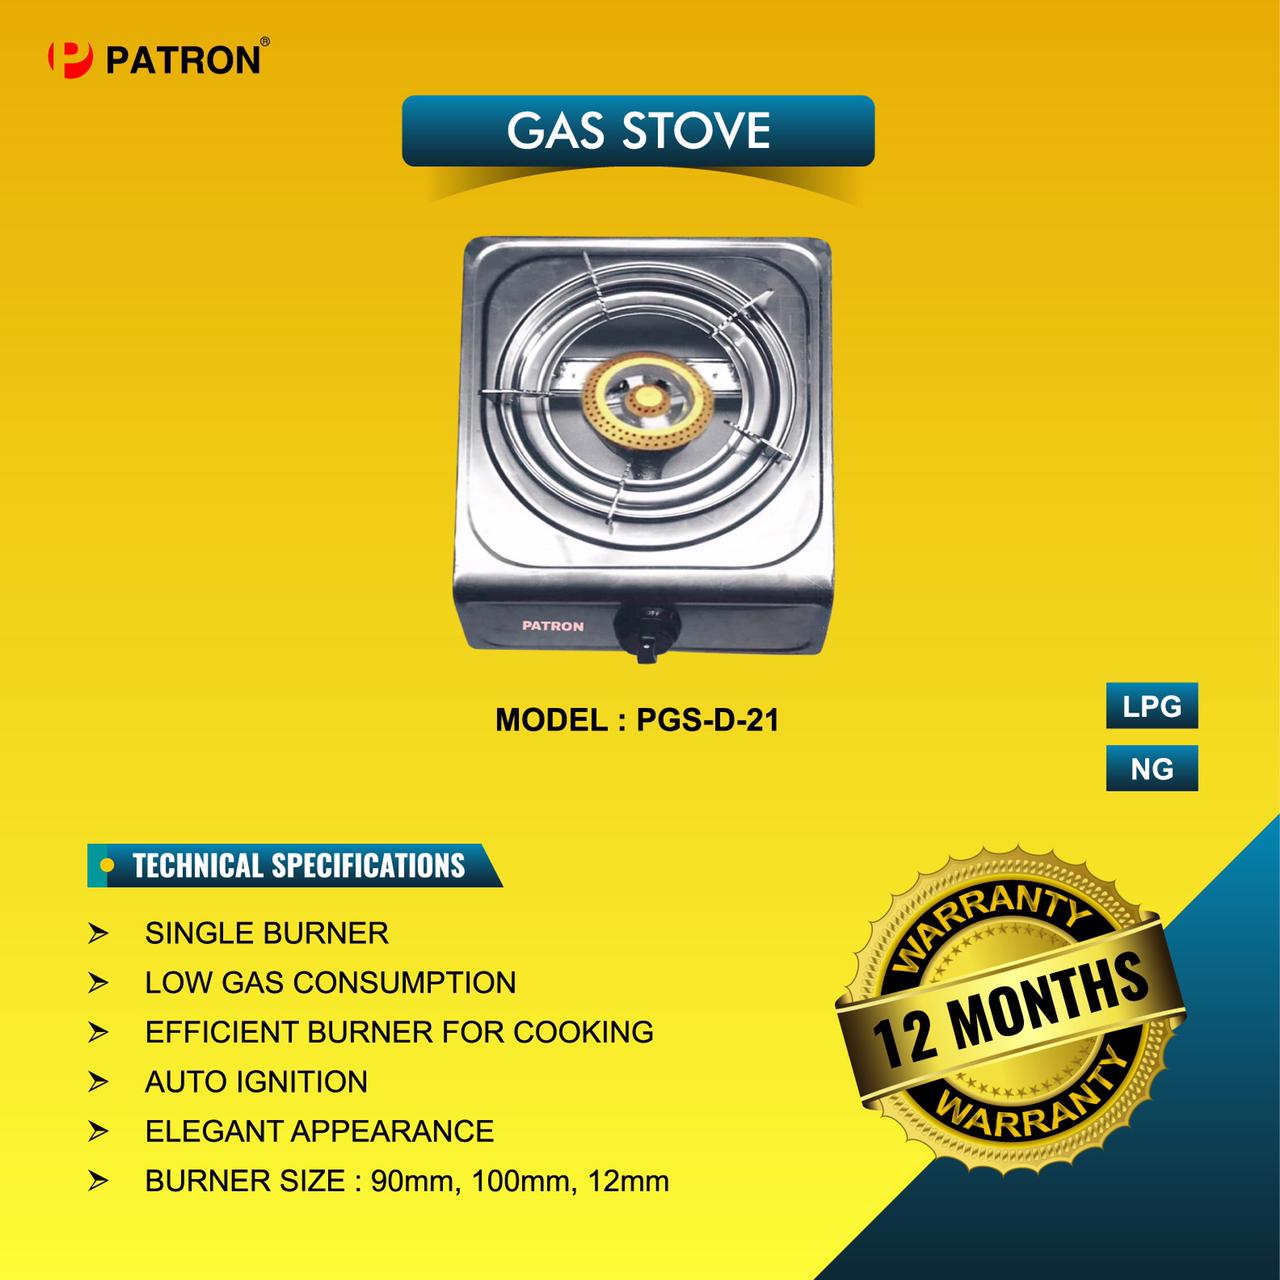 PATRON®
GAS STOVE
PATRON
MODEL : PGS-D-21
LPG
NG
TECHNICAL SPECIFICATIONS
➢ SINGLE BURNER
➢ LOW GAS CONSUMPTION
➢ EFFICIENT BURNER FOR COOKING
➢ AUTO IGNITION
➢ ELEGANT APPEARANCE
➢ BURNER SIZE : 90mm, 100mm, 12mm
WARRANTY
12 MONTHS
WARRANTY